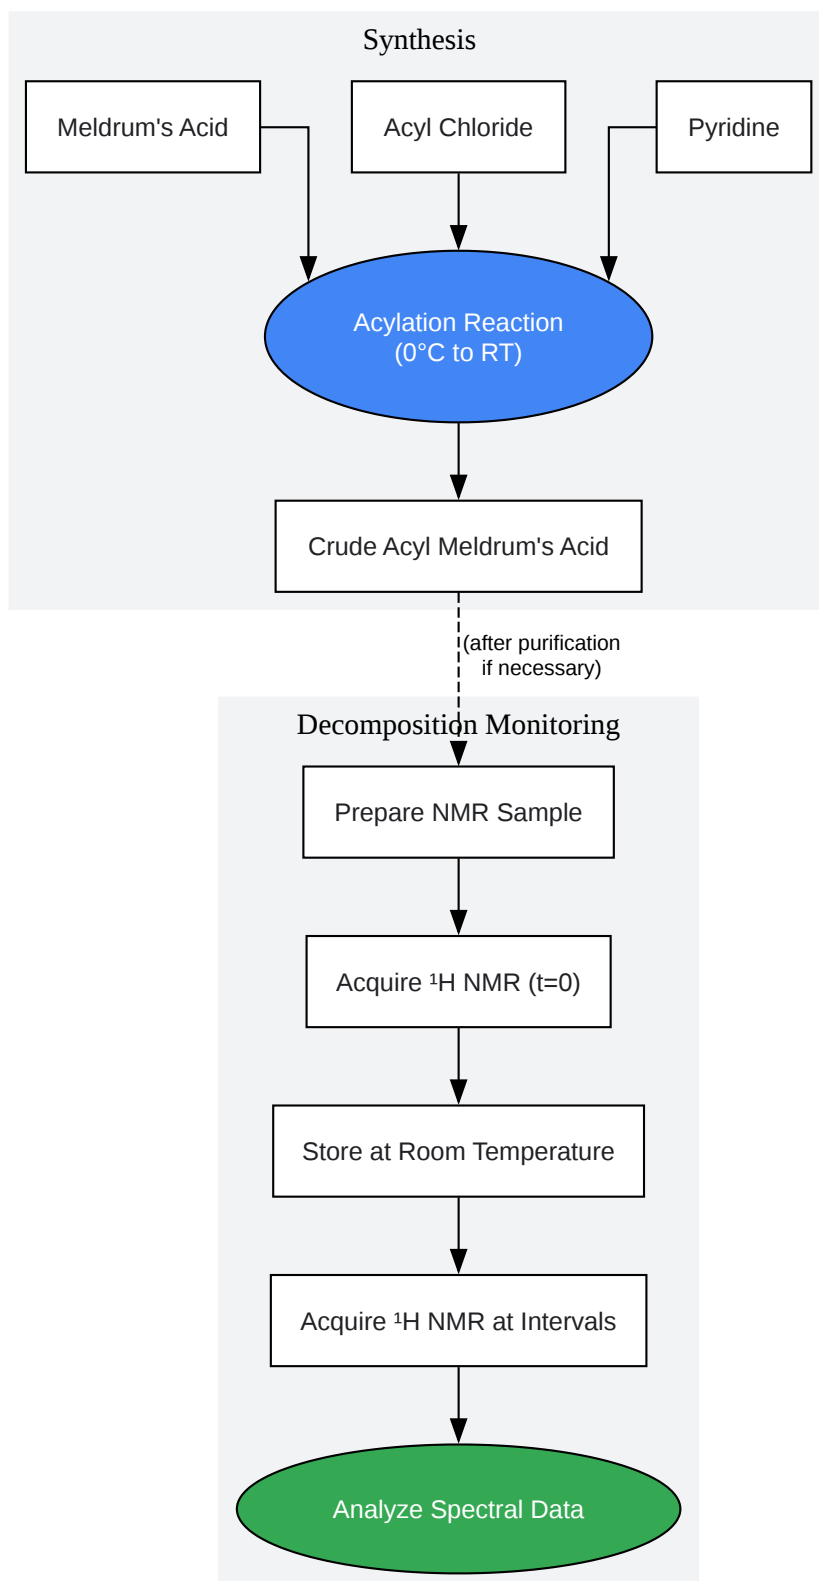 Synthesis
Meldrum's Acid
Acyl Chloride
Pyridine
Acylation Reaction
(0°C to RT)
Crude Acyl Meldrum's Acid
(after purification
if necessary)
Decomposition Monitoring
Prepare NMR Sample
Acquire ¹H NMR (t=0)
Store at Room Temperature
Acquire ¹H NMR at Intervals
Analyze Spectral Data